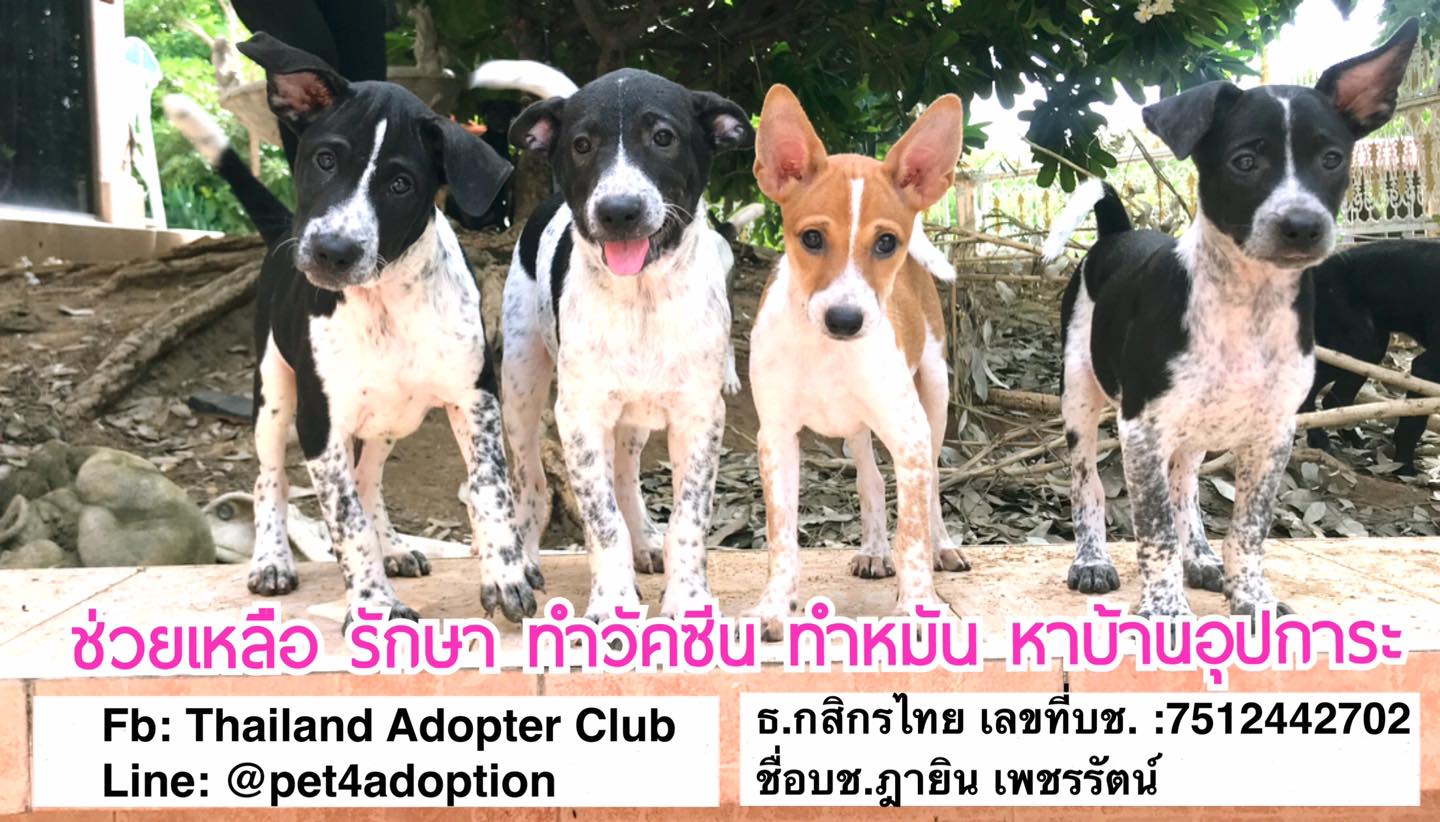 ช่วยเหลือ รักษา ทำวัคซีน ทำหมัน หาบ้านอุปการะ
Fb: Thailand Adopter Club
Line: @pet4adoption
ธ.กสิกรไทย เลขที่บช. :7512442702
ชื่อบช.ฎายิน เพชรรัตน์